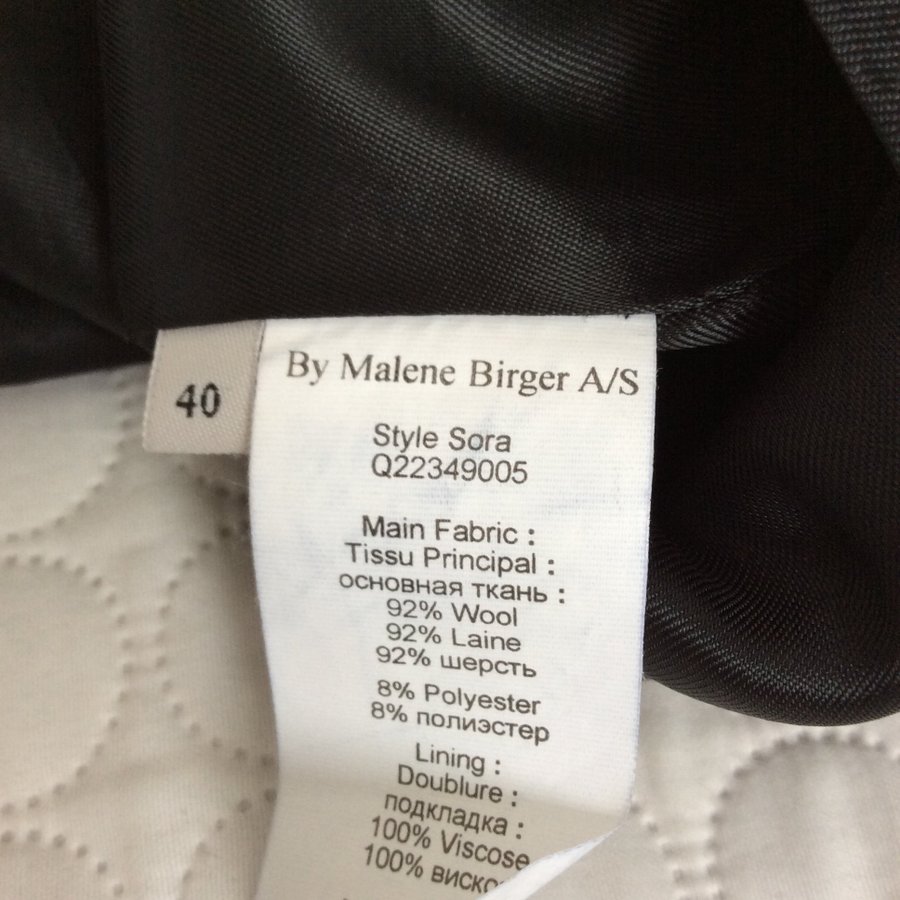 40
By Malene Birger A/S
Style Sora
Q22349005
Main Fabric :
Tissu Principal :
основная ткань :
92% Wool
92% Laine
92% шерсть
8% Polyester
8% полиэстер
Lining :
Doublure :
подкладка :
100% Viscose
100%